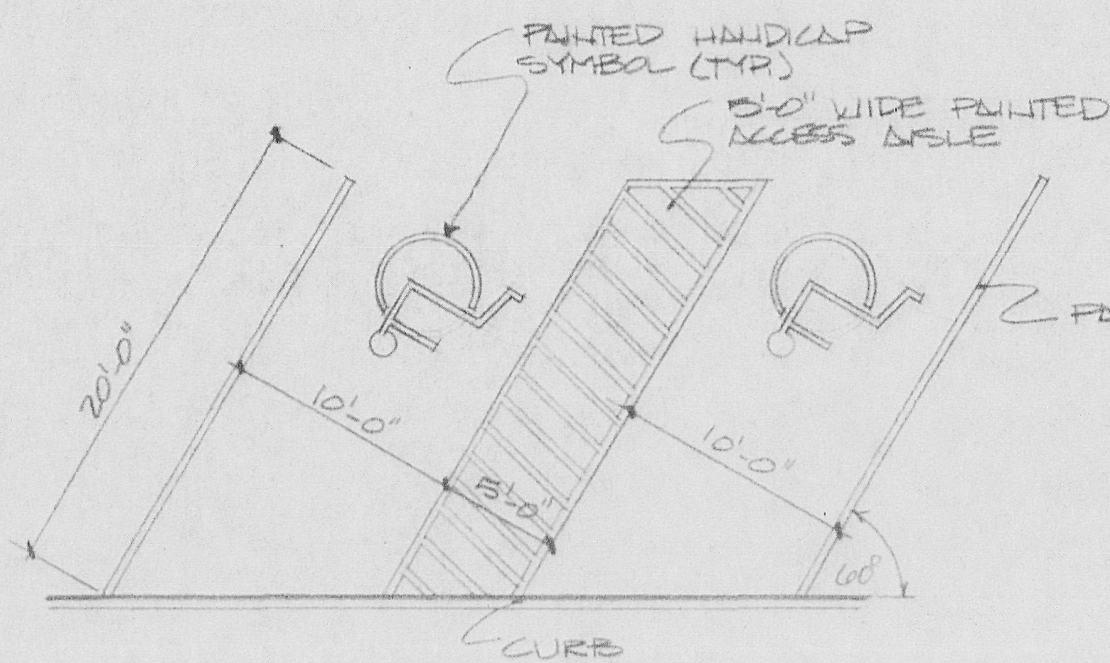 PAINTED HANDICAP
SYMBOL (TYP.)
5'-0" WIDE PAINTED
ACCESS AISLE
20'-0"
10'-0"
5'-0"
10'-0"
60°
CURB